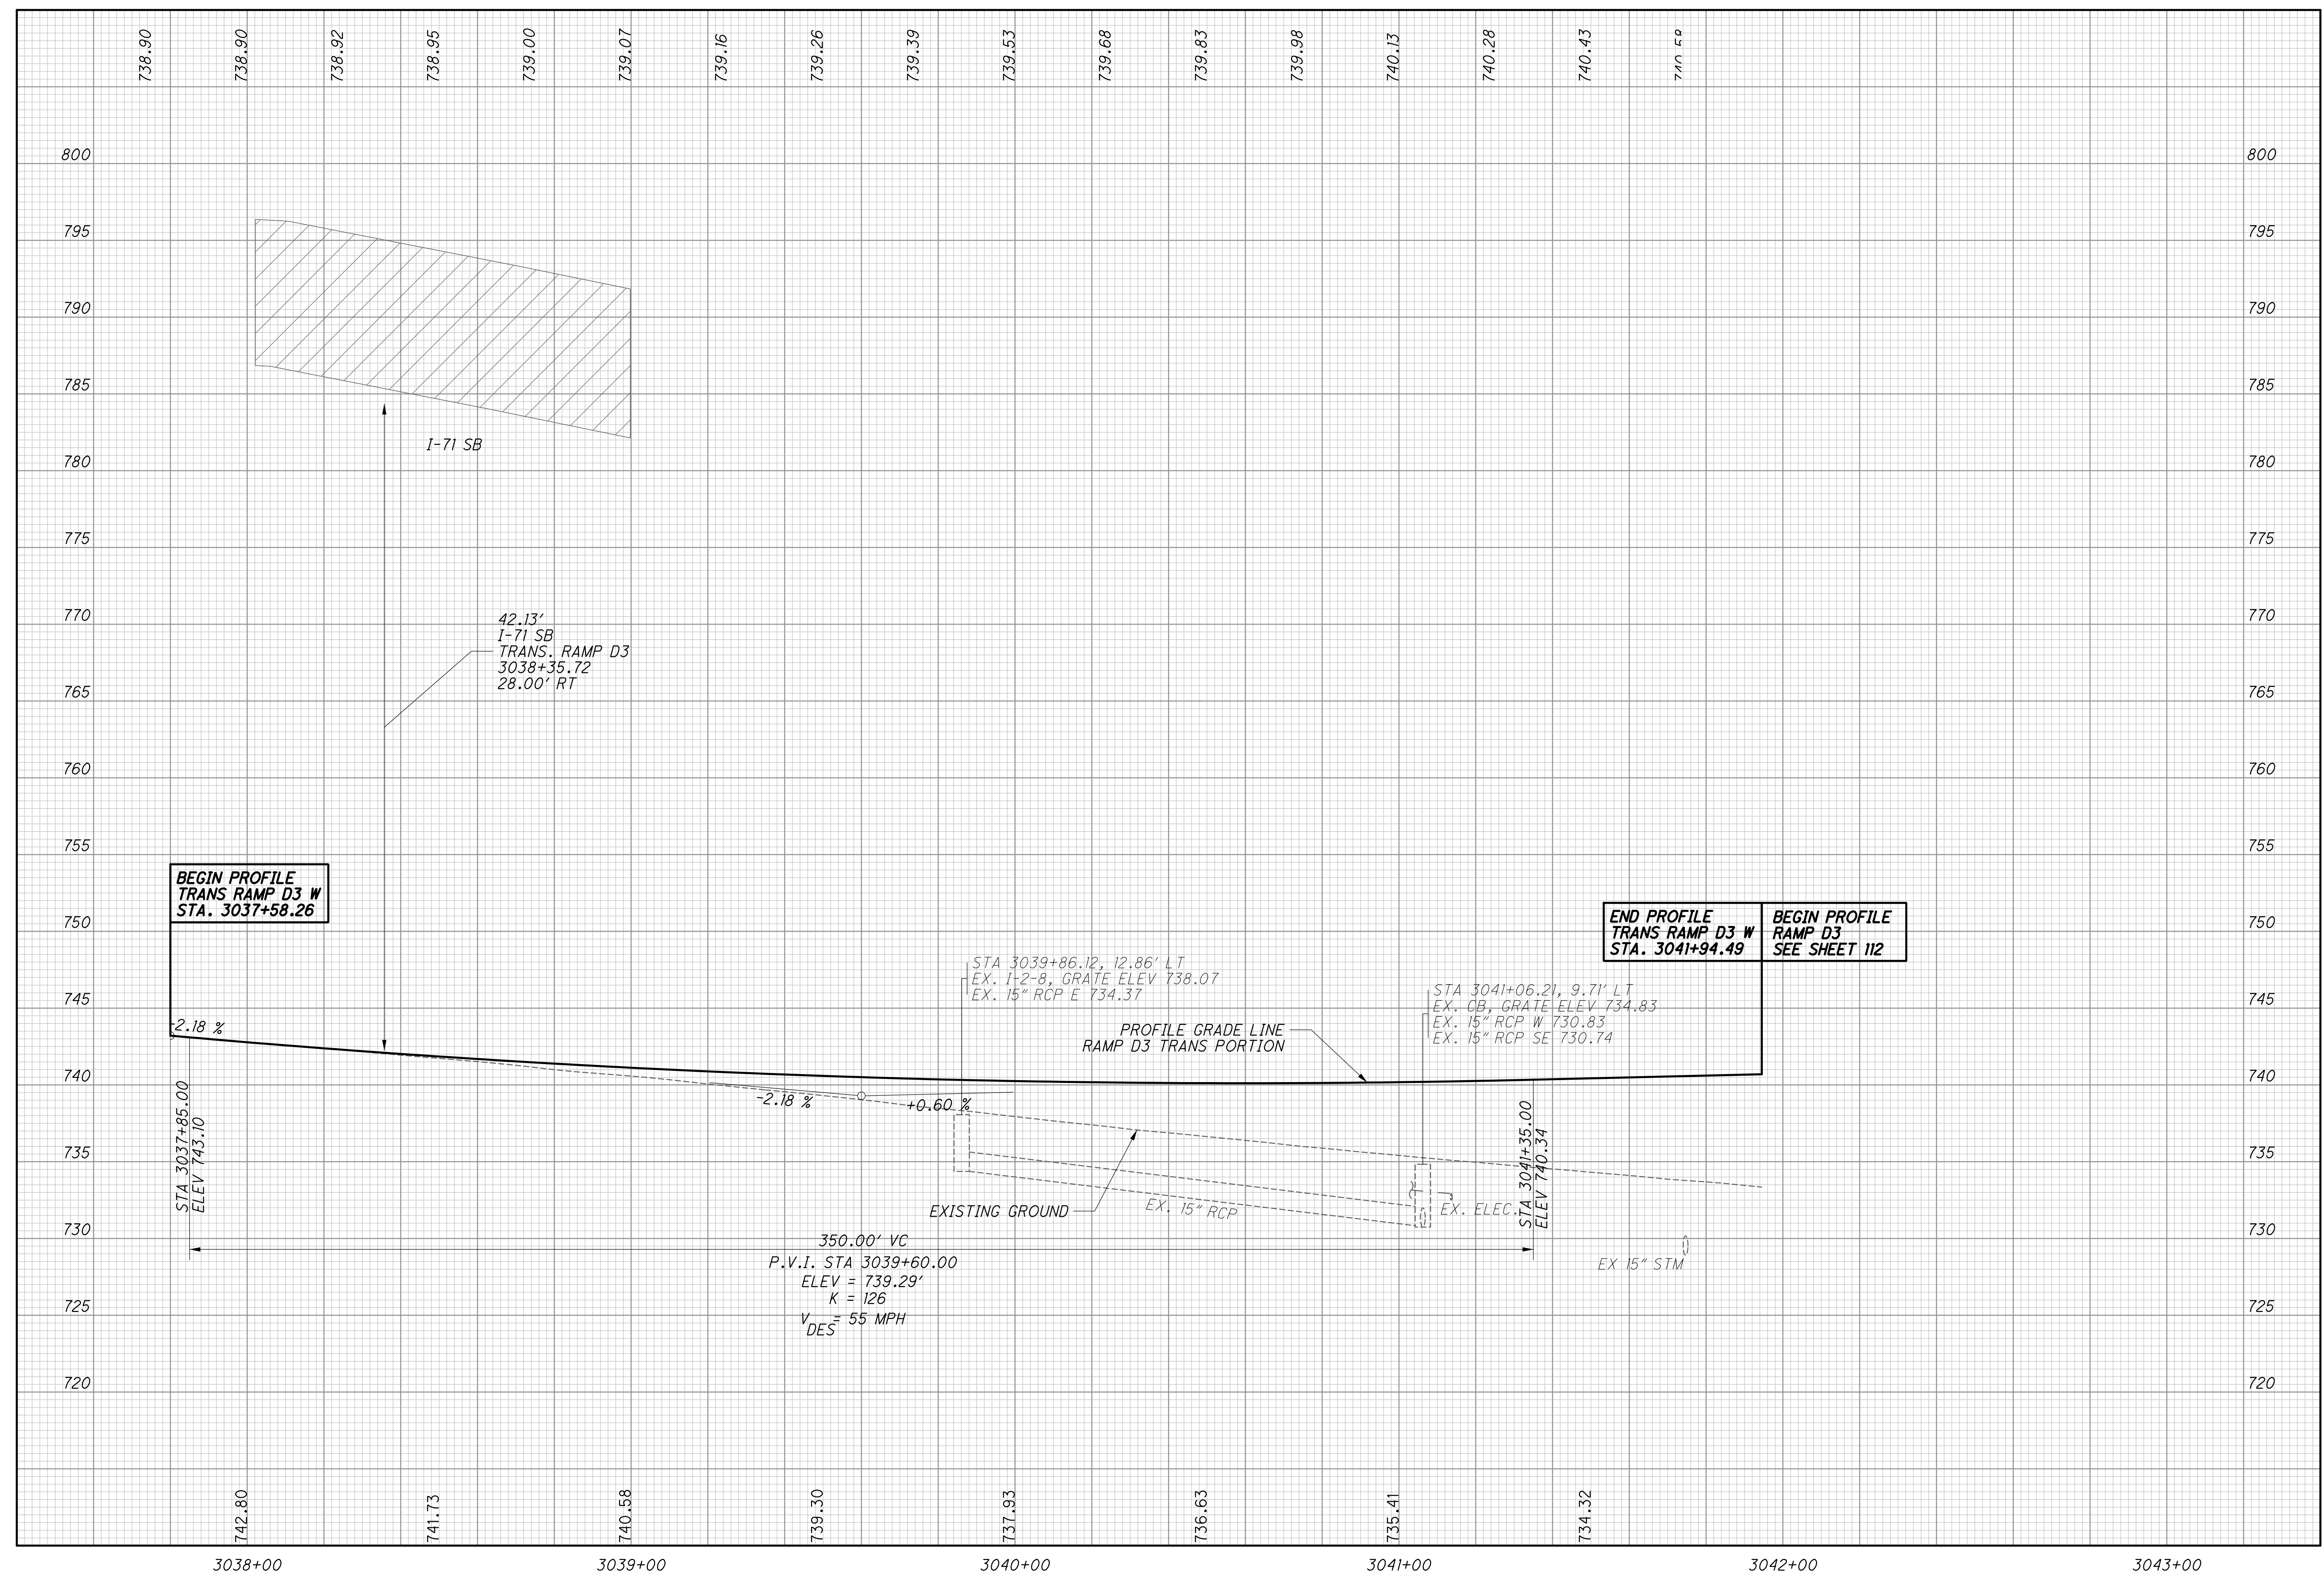 738.90
738.90
738.92
738.95
739.00
739.07
739.16
739.26
739.39
739.53
739.68
739.83
739.98
740.13
740.28
740.43
740.58
800
800
795
795
790
790
785
785
I-71 SB
780
780
775
775
42.13'
I-71 SB
TRANS. RAMP D3
3038+35.72
28.00' RT
770
770
765
765
760
760
755
755
BEGIN PROFILE
TRANS RAMP D3 W
STA. 3037+58.26
750
750
END PROFILE
TRANS RAMP D3 W
STA. 3041+94.49
BEGIN PROFILE
RAMP D3
SEE SHEET 112
STA 3039+86.12, 12.86' LT
EX. I-2-8, GRATE ELEV 738.07
EX. 15" RCP E 734.37
STA 3041+06.21, 9.71' LT
EX. CB, GRATE ELEV 734.83
EX. 15" RCP W 730.83
EX. 15" RCP SE 730.74
745
745
-2.18 %
PROFILE GRADE LINE
RAMP D3 TRANS PORTION
740
740
-2.18 %
+0.60 %
STA 3037+85.00
ELEV 743.10
STA 3041+35.00
ELEV 740.34
735
735
EXISTING GROUND
EX. 15" RCP
EX. ELEC.
730
730
350.00' VC
P.V.I. STA 3039+60.00
ELEV = 739.29'
K = 126
VDES = 55 MPH
EX 15" STM
725
725
720
720
742.80
741.73
740.58
739.30
737.93
736.63
735.41
734.32
3038+00
3039+00
3040+00
3041+00
3042+00
3043+00